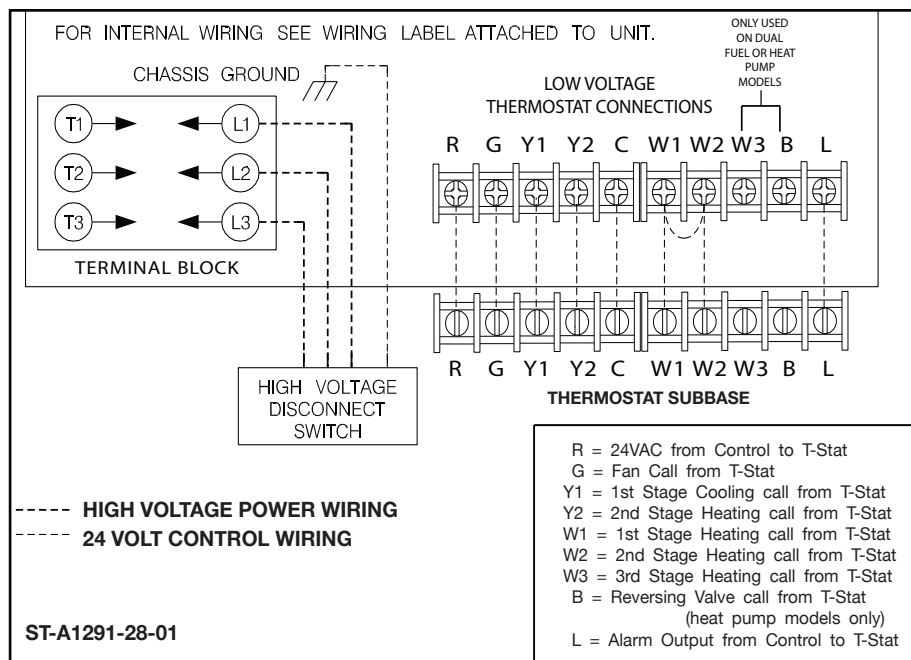 FOR INTERNAL WIRING SEE WIRING LABEL ATTACHED TO UNIT.
ONLY USED
ON DUAL
FUEL OR HEAT
PUMP
MODELS
CHASSIS GROUND
LOW VOLTAGE
THERMOSTAT CONNECTIONS
T1 L1
T2 L2
T3 L3
TERMINAL BLOCK
R G Y1 Y2 C W1 W2 W3 B L
R G Y1 Y2 C W1 W2 W3 B L
THERMOSTAT SUBBASE
HIGH VOLTAGE
DISCONNECT
SWITCH
HIGH VOLTAGE POWER WIRING
24 VOLT CONTROL WIRING
R = 24VAC from Control to T-Stat
G = Fan Call from T-Stat
Y1 = 1st Stage Cooling call from T-Stat
Y2 = 2nd Stage Heating call from T-Stat
W1 = 1st Stage Heating call from T-Stat
W2 = 2nd Stage Heating call from T-Stat
W3 = 3rd Stage Heating call from T-Stat
B = Reversing Valve call from T-Stat
(heat pump models only)
L = Alarm Output from Control to T-Stat
ST-A1291-28-01